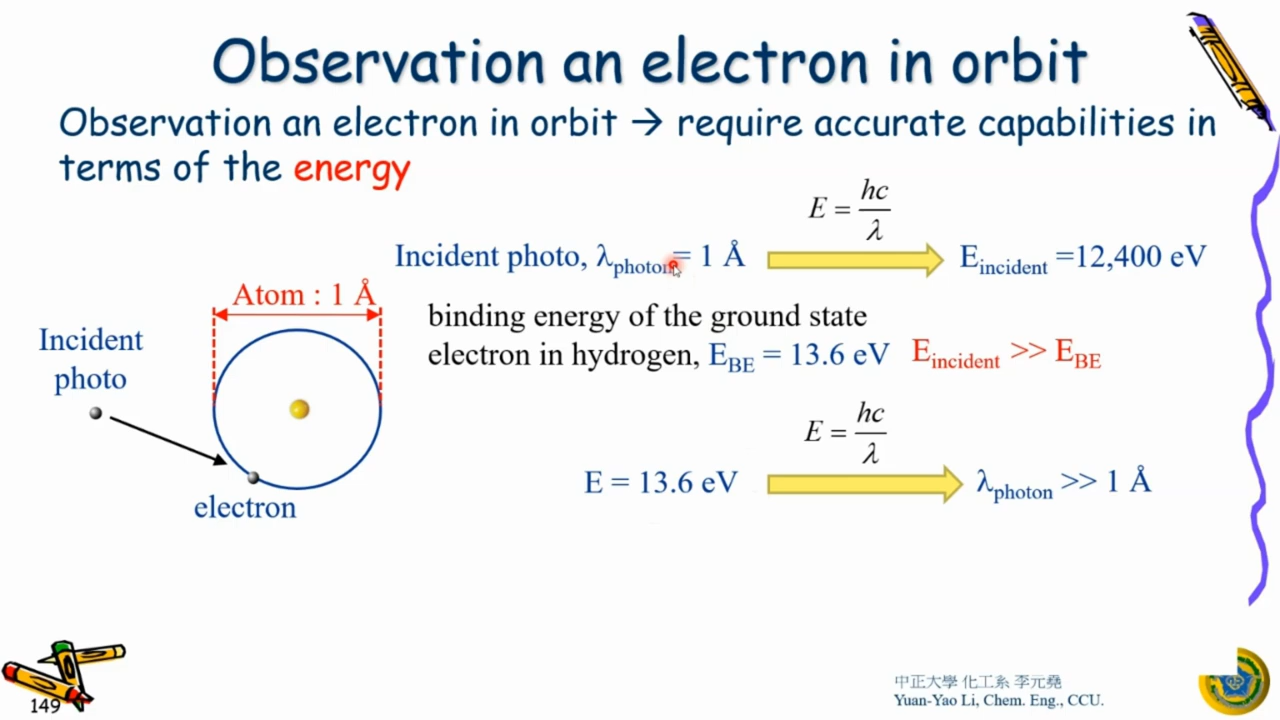 Observation an electron in orbit
Observation an electron in orbit → require accurate capabilities in
terms of the energy
E = hc/λ
Incident photo, λphoton = 1 Å
Eincident =12,400 eV
Atom : 1 Å
binding energy of the ground state
electron in hydrogen, EBE = 13.6 eV
Eincident >> EBE
Incident
photo
E = hc/λ
E = 13.6 eV
λphoton >> 1 Å
electron
中正大學 化工系 李元堯
Yuan-Yao Li, Chem. Eng., CCU.
149